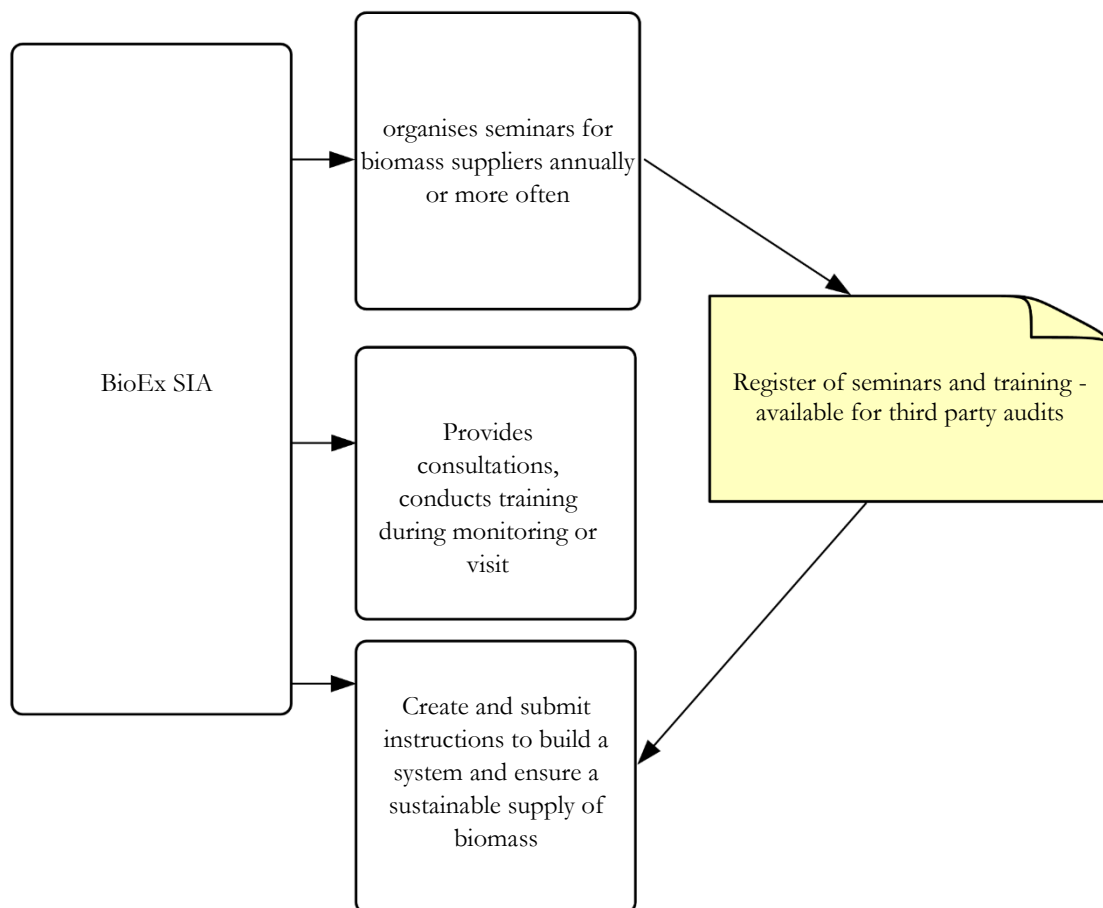 organises seminars for
biomass suppliers annually
or more often
BioEx SIA
Register of seminars and training -
available for third party audits
Provides
consultations,
conducts training
during monitoring or
visit
Create and submit
instructions to build a
system and ensure a
sustainable supply of
biomass